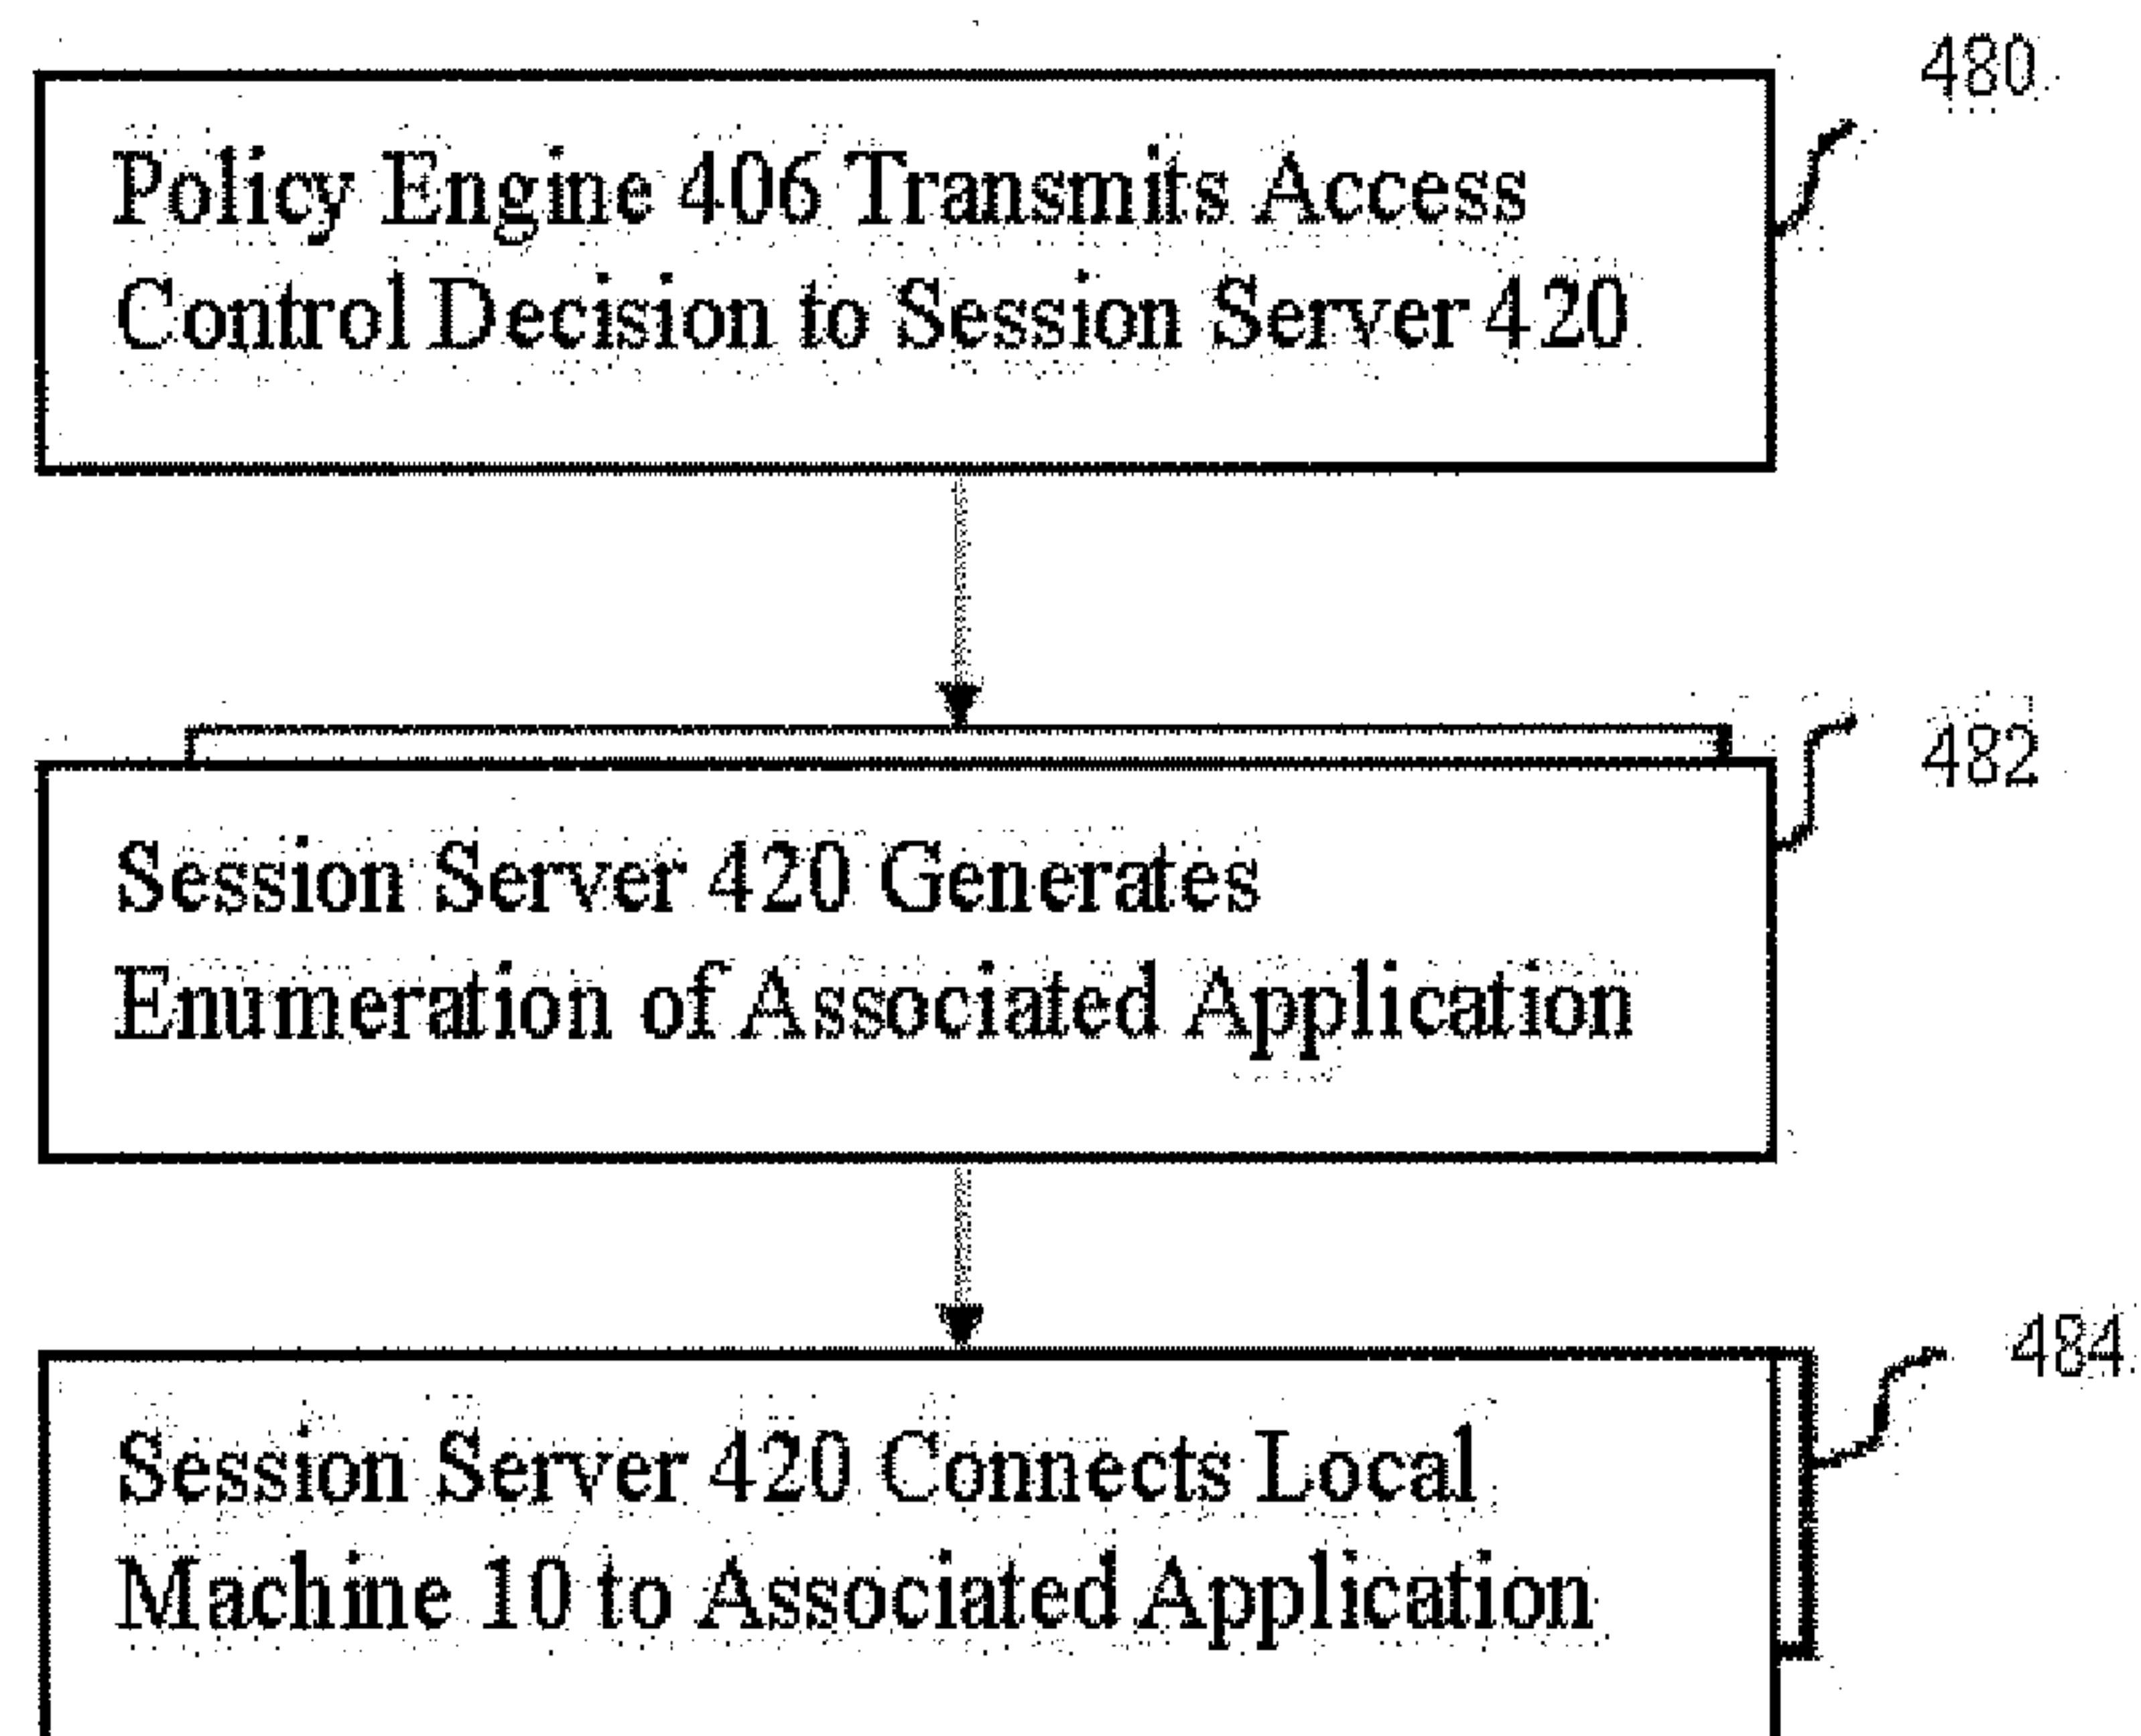 480
Policy Engine 406 Transmits Access
Control Decision to Session Server 420
482
Session Server 420 Generates
Enumeration of Associated Application
484
Session Server 420 Connects Local
Machine 10 to Associated Application